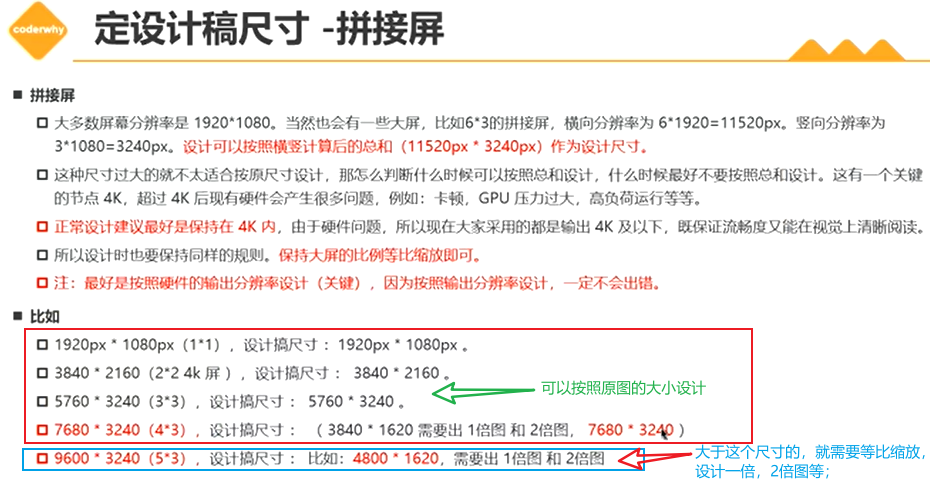 coderwhy
定设计稿尺寸 -拼接屏
拼接屏
大多数屏幕分辨率是 1920*1080。当然也会有一些大屏，比如6*3的拼接屏，横向分辨率为 6*1920=11520px。竖向分辨率为
3*1080=3240px。设计可以按照横竖计算后的总和（11520px * 3240px）作为设计尺寸。
这种尺寸过大的就不太适合按原尺寸设计，那怎么判断什么时候可以按照总和设计，什么时候最好不要按照总和设计。这有一个关键
的节点 4K，超过 4K 后现有硬件会产生很多问题，例如：卡顿，GPU 压力过大，高负荷运行等等。
正常设计建议最好是保持在 4K 内，由于硬件问题，所以现在大家采用的都是输出 4K 及以下，既保证流畅度又能在视觉上清晰阅读。
所以设计时也要保持同样的规则。保持大屏的比例等比缩放即可。
注：最好是按照硬件的输出分辨率设计（关键），因为按照输出分辨率设计，一定不会出错。
比如
1920px * 1080px（1*1），设计搞尺寸： 1920px * 1080px 。
3840 * 2160（2*2 4k 屏 ），设计搞尺寸： 3840 * 2160 。
5760 * 3240（3*3），设计搞尺寸： 5760 * 3240 。
可以按照原图的大小设计
7680 * 3240（4*3），设计搞尺寸： （ 3840 * 1620 需要出 1倍图 和 2倍图， 7680 * 3240 ）
9600 * 3240（5*3），设计搞尺寸： 比如：4800 * 1620，需要出 1倍图 和 2倍图
大于这个尺寸的，就需要等比缩放，
设计一倍，2倍图等；